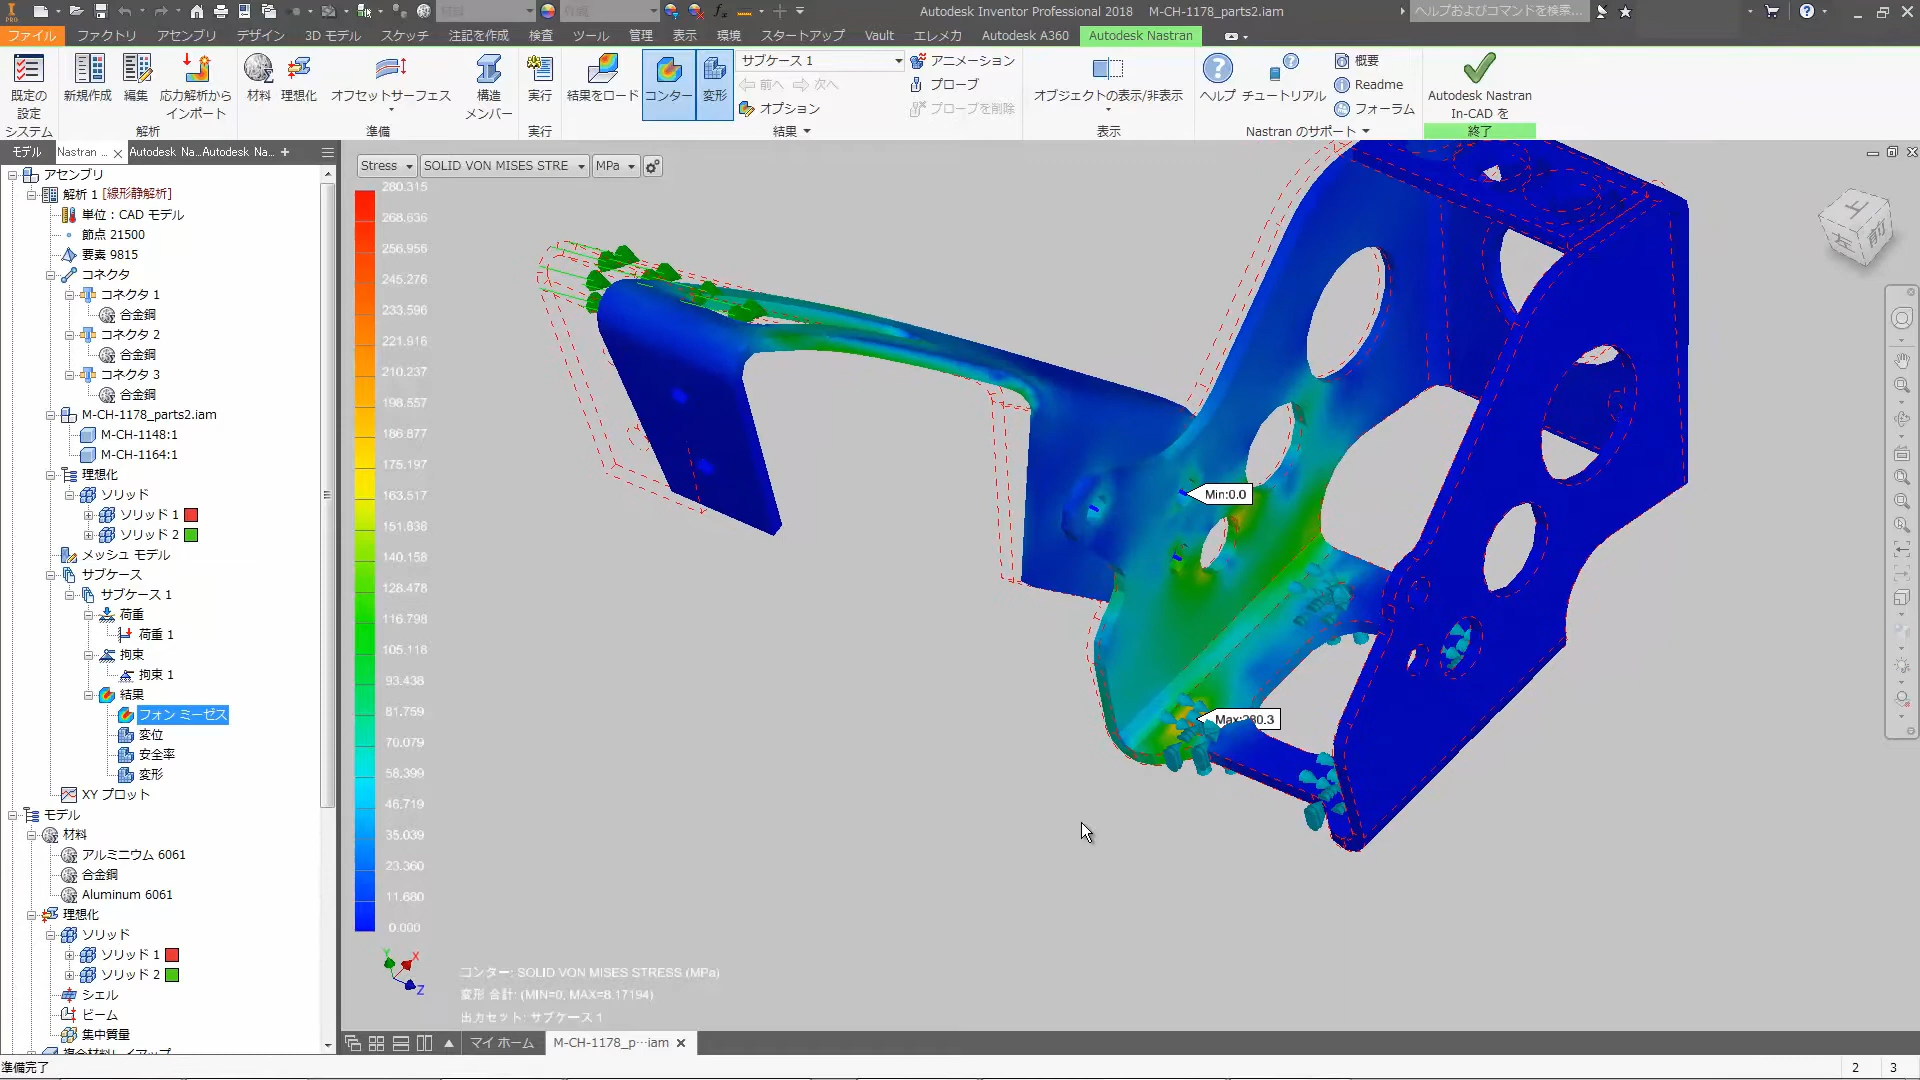 Autodesk Inventor Professional 2018 M-CH-1178_parts2.iam
ヘルプおよびコマンドを検索...
ファイル ファクトリ アセンブリ デザイン 3D モデル スケッチ 注記を作成 検査 ツール 管理 表示 環境 スタートアップ Vault エレメカ Autodesk A360 Autodesk Nastran
既定の
設定
システム
新規作成
編集
応力解析から
インポート
解析
材料
理想化
オフセットサーフェス
構造
メンバー
準備
実行
実行
結果をロード
コンター
変形
サブケース 1
前へ 次へ
オプション
アニメーション
プローブ
プローブを削除
結果
オブジェクトの表示/非表示
表示
ヘルプ
チュートリアル
概要
Readme
フォーラム
Nastran のサポート
Autodesk Nastran
In-CAD を
終了
モデル Nastran ... Autodesk Na... Autodesk Na...
アセンブリ
解析 1 [線形静解析]
単位：CAD モデル
節点 21500
要素 9815
コネクタ
コネクタ 1
合金鋼
コネクタ 2
合金鋼
コネクタ 3
合金鋼
M-CH-1178_parts2.iam
M-CH-1148:1
M-CH-1164:1
理想化
ソリッド
ソリッド 1
ソリッド 2
メッシュ モデル
サブケース
サブケース 1
荷重
荷重 1
拘束
拘束 1
結果
フォン ミーゼス
変位
安全率
変形
XY プロット
モデル
材料
アルミニウム 6061
合金鋼
Aluminum 6061
理想化
ソリッド
ソリッド 1
ソリッド 2
シェル
ビーム
集中質量
複合材料レイアップ
Stress SOLID VON MISES STRE MPa
280.315
268.636
256.956
245.276
233.596
221.916
210.237
198.557
186.877
175.197
163.517
151.838
140.158
128.478
116.798
105.118
93.438
81.759
70.079
58.399
46.719
35.039
23.360
11.680
0.000
Min:0.0
Max:280.3
上
左 前
Y X
Z
コンター: SOLID VON MISES STRESS (MPa)
変形 合計: (MIN=0, MAX=8.17194)
出力セット: サブケース 1
マイ ホーム M-CH-1178_p…iam
準備完了
2 3